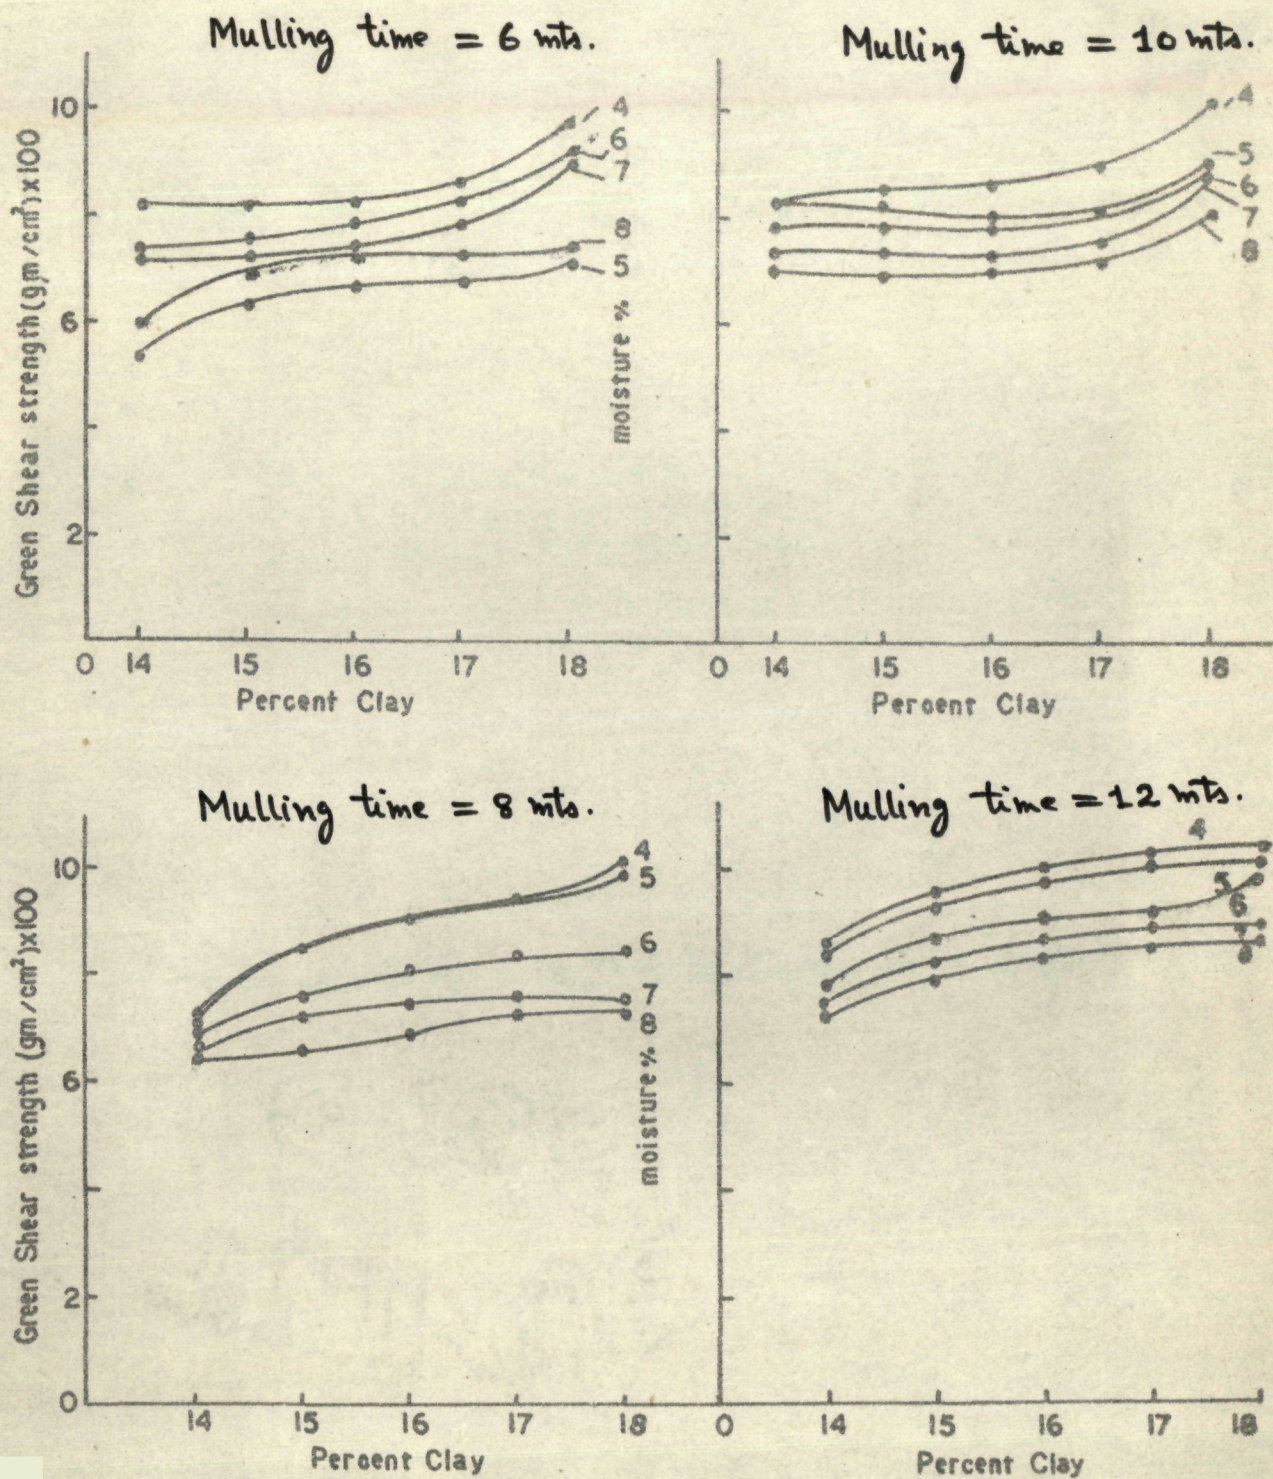 Mulling time = 6 mts.
Green Shear strength (gm/cm²)x100
10
6
2
4
6
7
8
5
moisture %
0 14 15 16 17 18
Percent Clay
Mulling time = 10 mts.
4
5
6
7
8
0 14 15 16 17 18
Percent Clay
Mulling time = 8 mts.
Green Shear strength (gm/cm²)x100
10
6
2
0
4
5
6
7
8
moisture %
14 15 16 17 18
Percent Clay
Mulling time = 12 mts.
4
5
6
7
8
0 14 15 16 17 18
Percent Clay